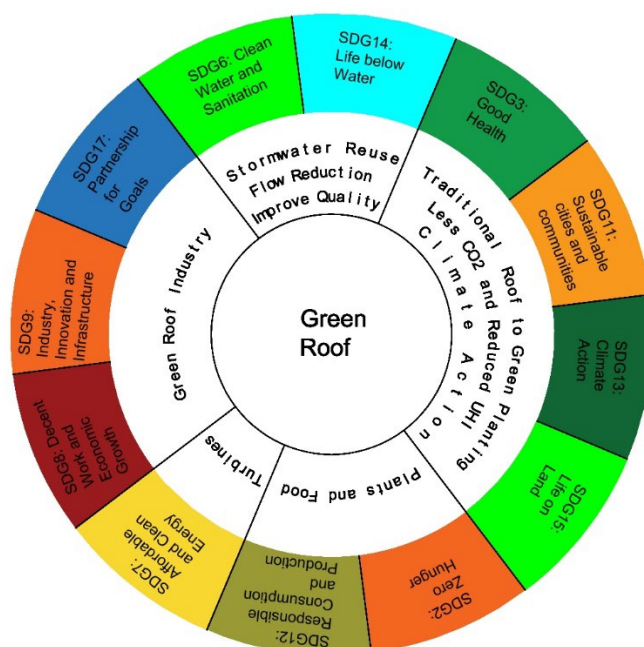 Green
Roof
Stormwater Reuse
Flow Reduction
Improve Quality
Traditional Roof to Green Planting
Less CO2 and Reduced UHI
Climate Action
Plants and Food
Turbines
Green Roof Industry
SDG6: Clean
Water and
Sanitation
SDG14:
Life below
Water
SDG3:
Good
Health
SDG11:
Sustainable
cities and
communities
SDG13:
Climate
Action
SDG15:
Life on
Land
SDG2:
Zero
Hunger
SDG12:
Responsible
Consumption
and
Production
SDG7:
Affordable
and Clean
Energy
SDG8: Decent
Work and
Economic
Growth
SDG9:
Industry,
Innovation and
Infrastructure
SDG17:
Partnership
for
Goals